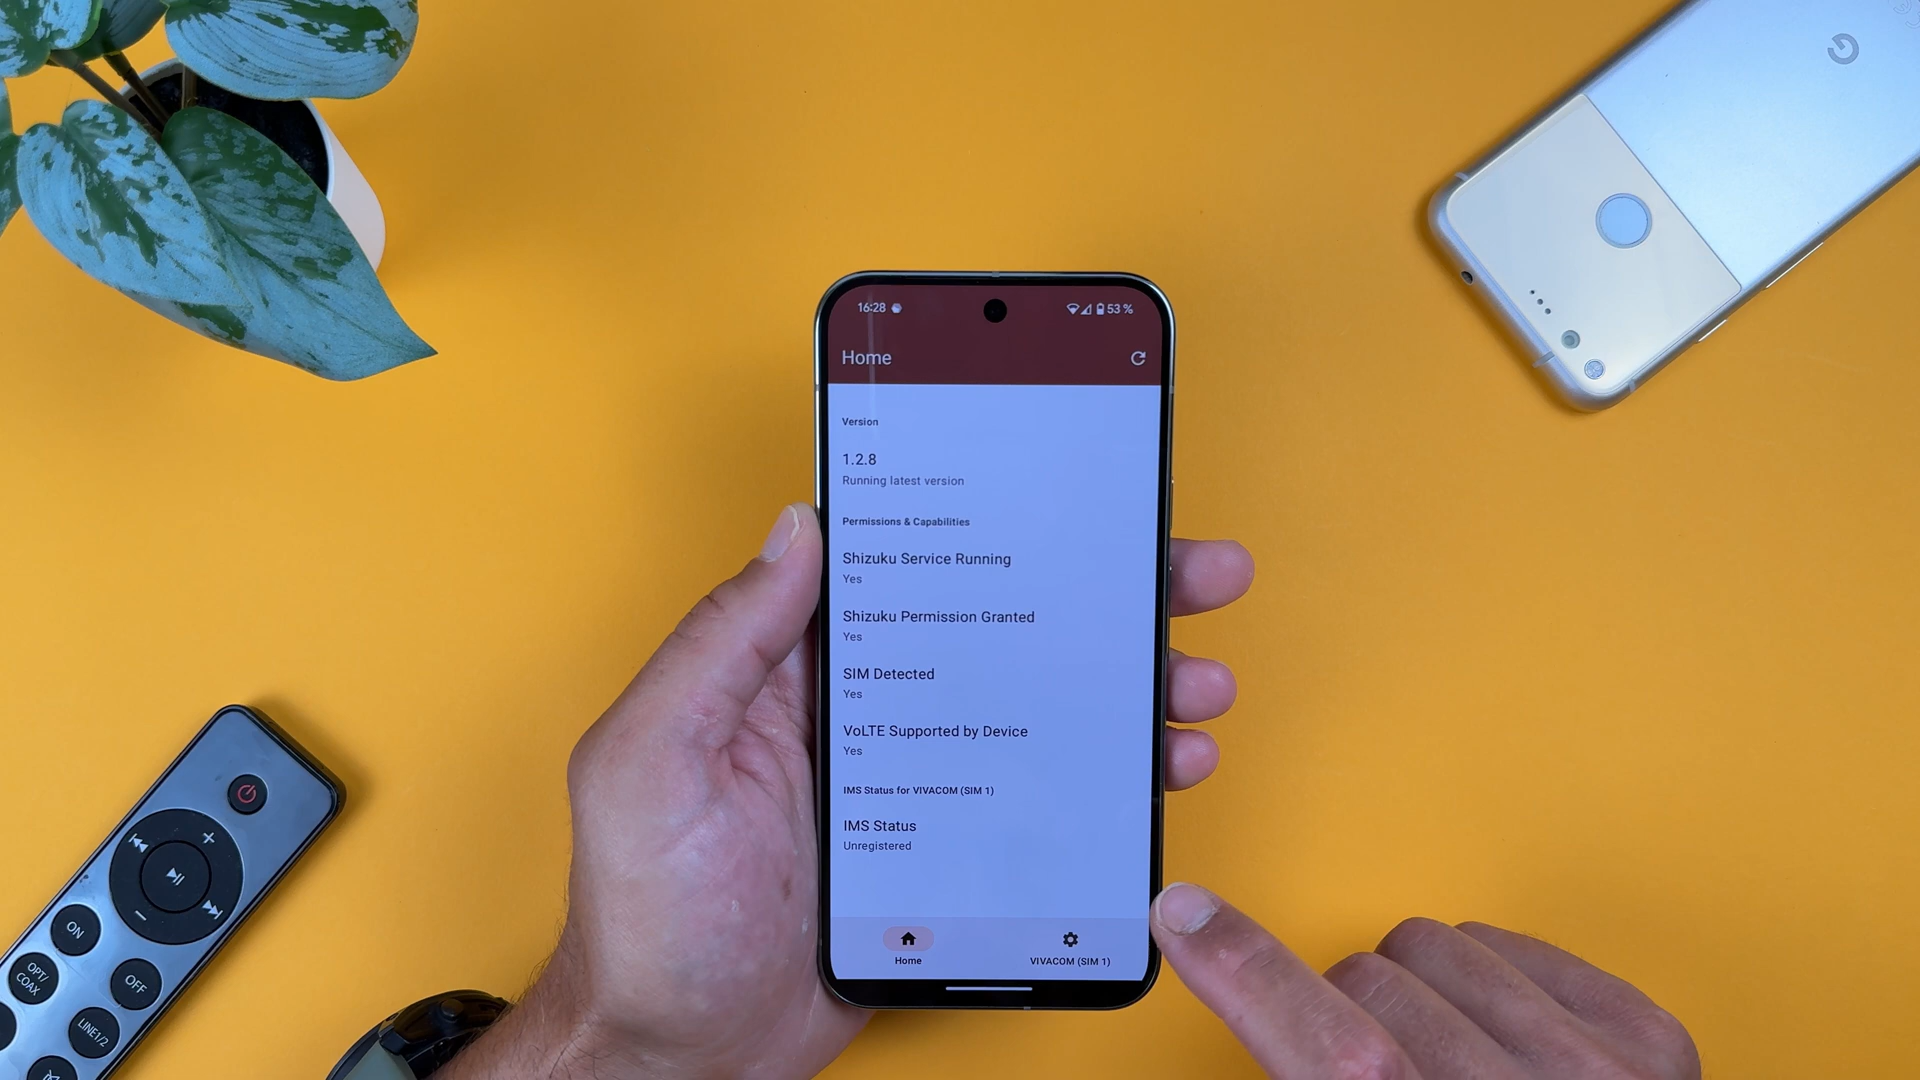 16:28
53 %
Home
Version
1.2.8
Running latest version
Permissions & Capabilities
Shizuku Service Running
Yes
Shizuku Permission Granted
Yes
SIM Detected
Yes
VoLTE Supported by Device
Yes
IMS Status for VIVACOM (SIM 1)
IMS Status
Unregistered
Home
VIVACOM (SIM 1)
ON
OPT/
COAX
OFF
LINE1/2